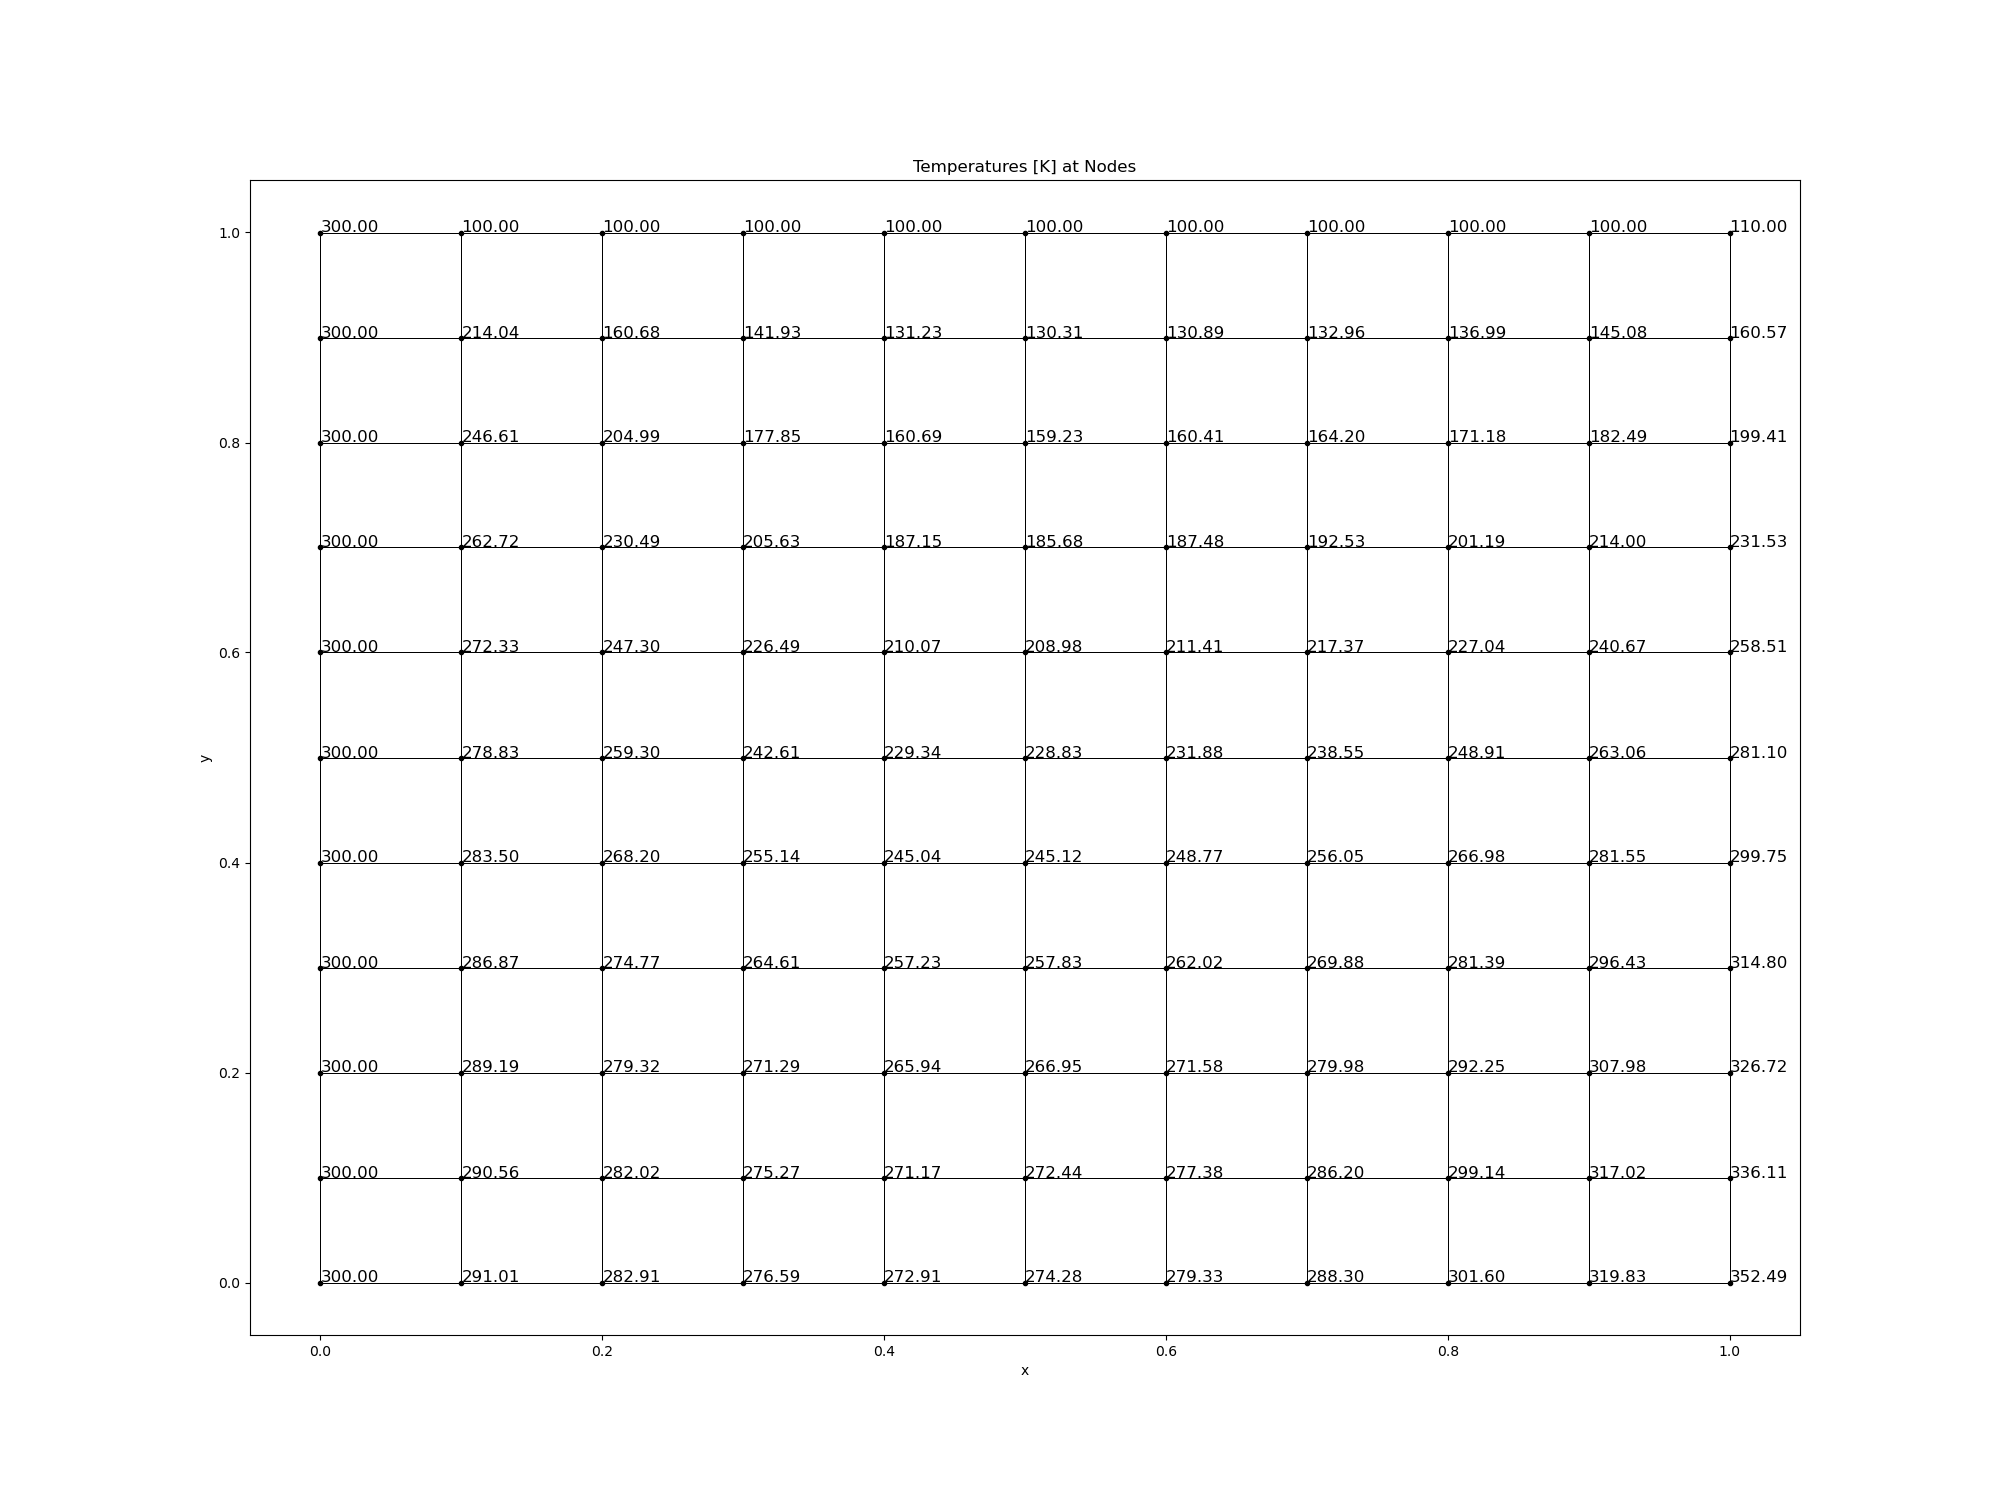 Temperatures [K] at Nodes
1.0 300.00 100.00 100.00 100.00 100.00 100.00 100.00 100.00 100.00 100.00 110.00
300.00 214.04 160.68 141.93 131.23 130.31 130.89 132.96 136.99 145.08 160.57
0.8 300.00 246.61 204.99 177.85 160.69 159.23 160.41 164.20 171.18 182.49 199.41
300.00 262.72 230.49 205.63 187.15 185.68 187.48 192.53 201.19 214.00 231.53
0.6 300.00 272.33 247.30 226.49 210.07 208.98 211.41 217.37 227.04 240.67 258.51
300.00 278.83 259.30 242.61 229.34 228.83 231.88 238.55 248.91 263.06 281.10
y
0.4 300.00 283.50 268.20 255.14 245.04 245.12 248.77 256.05 266.98 281.55 299.75
300.00 286.87 274.77 264.61 257.23 257.83 262.02 269.88 281.39 296.43 314.80
0.2 300.00 289.19 279.32 271.29 265.94 266.95 271.58 279.98 292.25 307.98 326.72
300.00 290.56 282.02 275.27 271.17 272.44 277.38 286.20 299.14 317.02 336.11
0.0 300.00 291.01 282.91 276.59 272.91 274.28 279.33 288.30 301.60 319.83 352.49
0.0 0.2 0.4 0.6 0.8 1.0
x